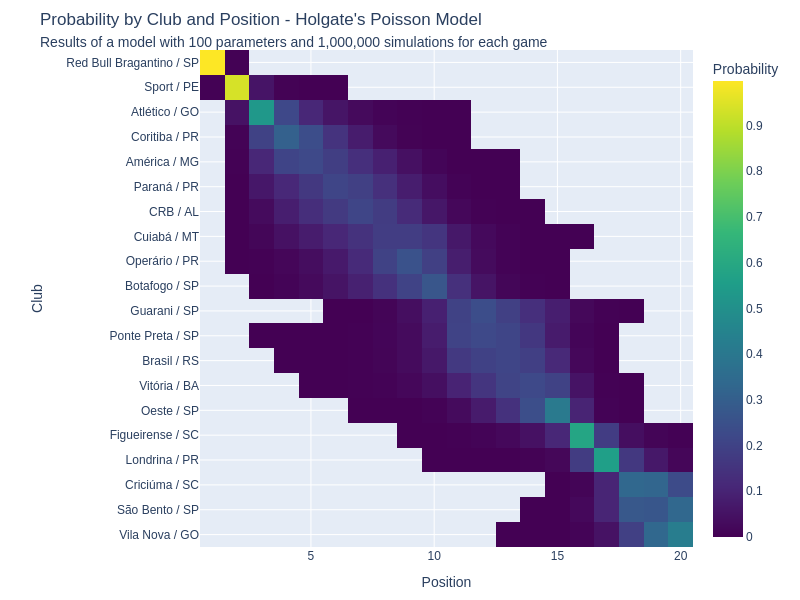 Probability by Club and Position - Holgate's Poisson Model
Results of a model with 100 parameters and 1,000,000 simulations for each game
Probability
Red Bull Bragantino / SP
Sport / PE
Atlético / GO
Coritiba / PR
América / MG
Paraná / PR
CRB / AL
Cuiabá / MT
Operário / PR
Botafogo / SP
Guarani / SP
Ponte Preta / SP
Brasil / RS
Vitória / BA
Oeste / SP
Figueirense / SC
Londrina / PR
Criciúma / SC
São Bento / SP
Vila Nova / GO
Club
5
10
15
20
Position
0.9
0.8
0.7
0.6
0.5
0.4
0.3
0.2
0.1
0